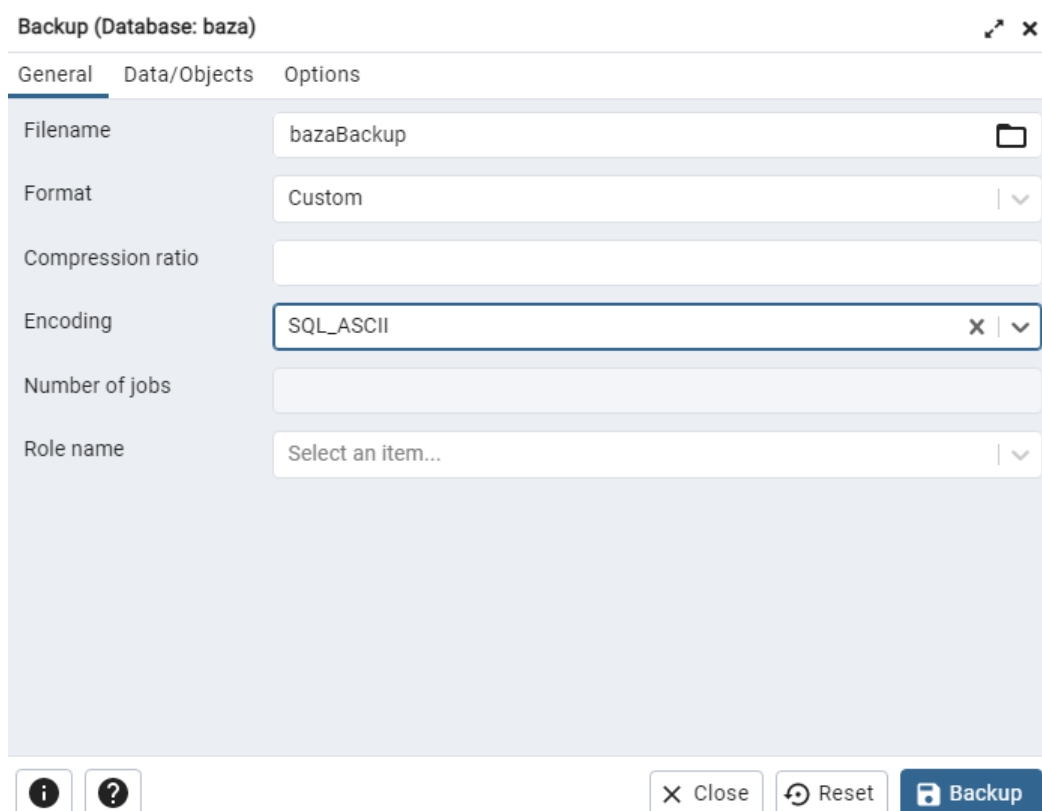 Backup (Database: baza)
General Data/Objects Options
Filename bazaBackup
Format Custom
Compression ratio
Encoding SQL_ASCII
Number of jobs
Role name Select an item...
Close Reset Backup